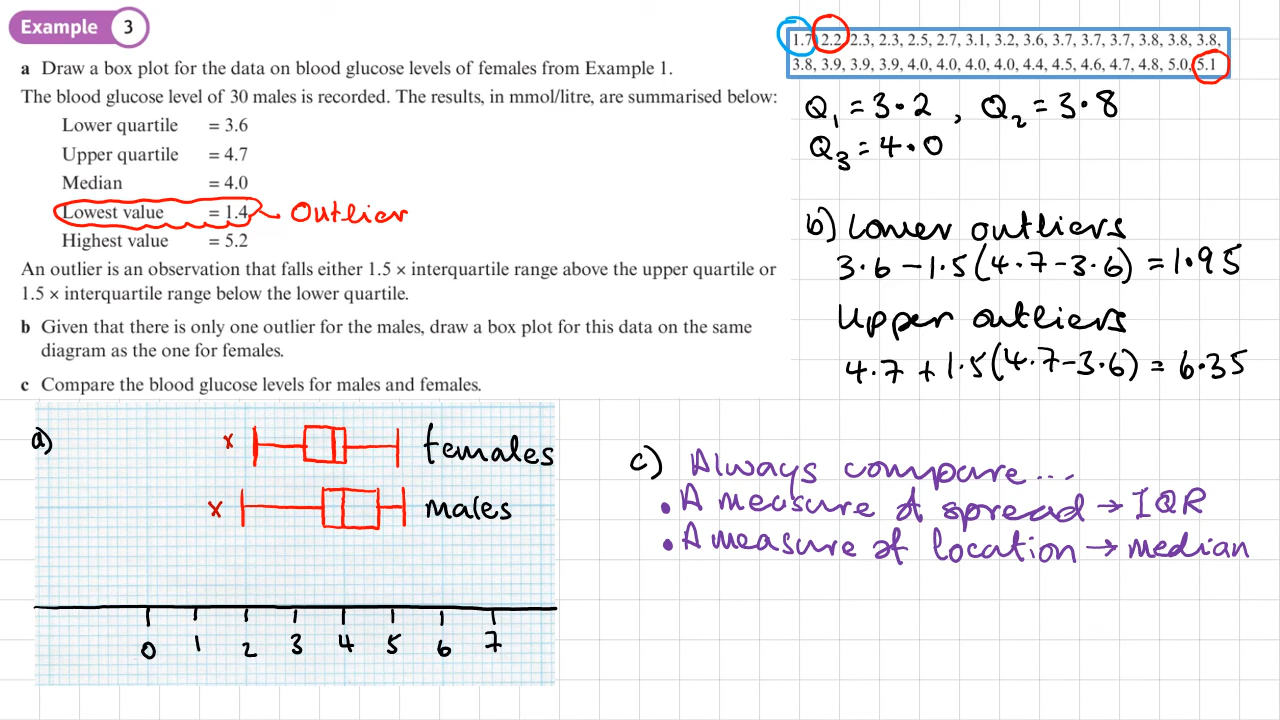 Example 3
a Draw a box plot for the data on blood glucose levels of females from Example 1.
The blood glucose level of 30 males is recorded. The results, in mmol/litre, are summarised below:
Lower quartile = 3.6
Upper quartile = 4.7
Median = 4.0
Lowest value = 1.4 Outlier
Highest value = 5.2
An outlier is an observation that falls either 1.5 × interquartile range above the upper quartile or
1.5 × interquartile range below the lower quartile.
b Given that there is only one outlier for the males, draw a box plot for this data on the same
diagram as the one for females.
c Compare the blood glucose levels for males and females.
1.7, 2.2, 2.3, 2.3, 2.5, 2.7, 3.1, 3.2, 3.6, 3.7, 3.7, 3.7, 3.8, 3.8, 3.8,
3.8, 3.9, 3.9, 3.9, 4.0, 4.0, 4.0, 4.0, 4.4, 4.5, 4.6, 4.7, 4.8, 5.0, 5.1
Q1 = 3.2 , Q2 = 3.8
Q3 = 4.0
b) Lower outliers
3.6 - 1.5(4.7-3.6) = 1.95
Upper outliers
4.7 + 1.5(4.7-3.6) = 6.35
a)
x females
x males
0 1 2 3 4 5 6 7
c) Always compare...
• A measure of spread → IQR
• A measure of location → median